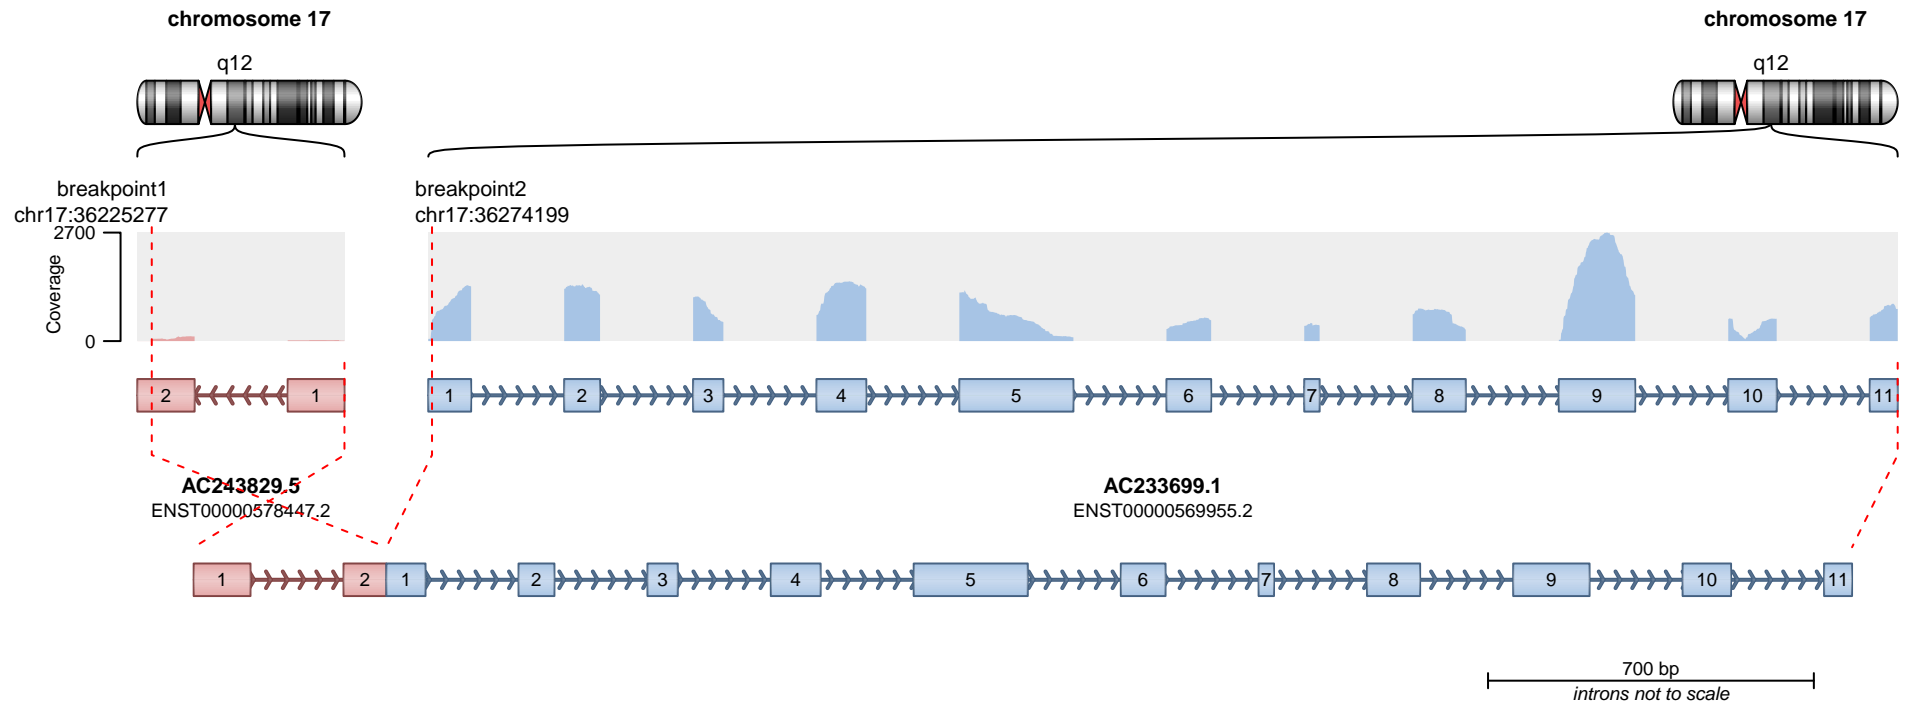 chromosome 17
chromosome 17
q12
q12
breakpoint1
chr17:36225277
breakpoint2
chr17:36274199
2700
Coverage
0
2 1 1 2 3 4 5 6 7 8 9 10 11
AC243829.5
ENST00000578447.2
AC233699.1
ENST00000569955.2
1 2 1 2 3 4 5 6 7 8 9 10 11
700 bp
introns not to scale